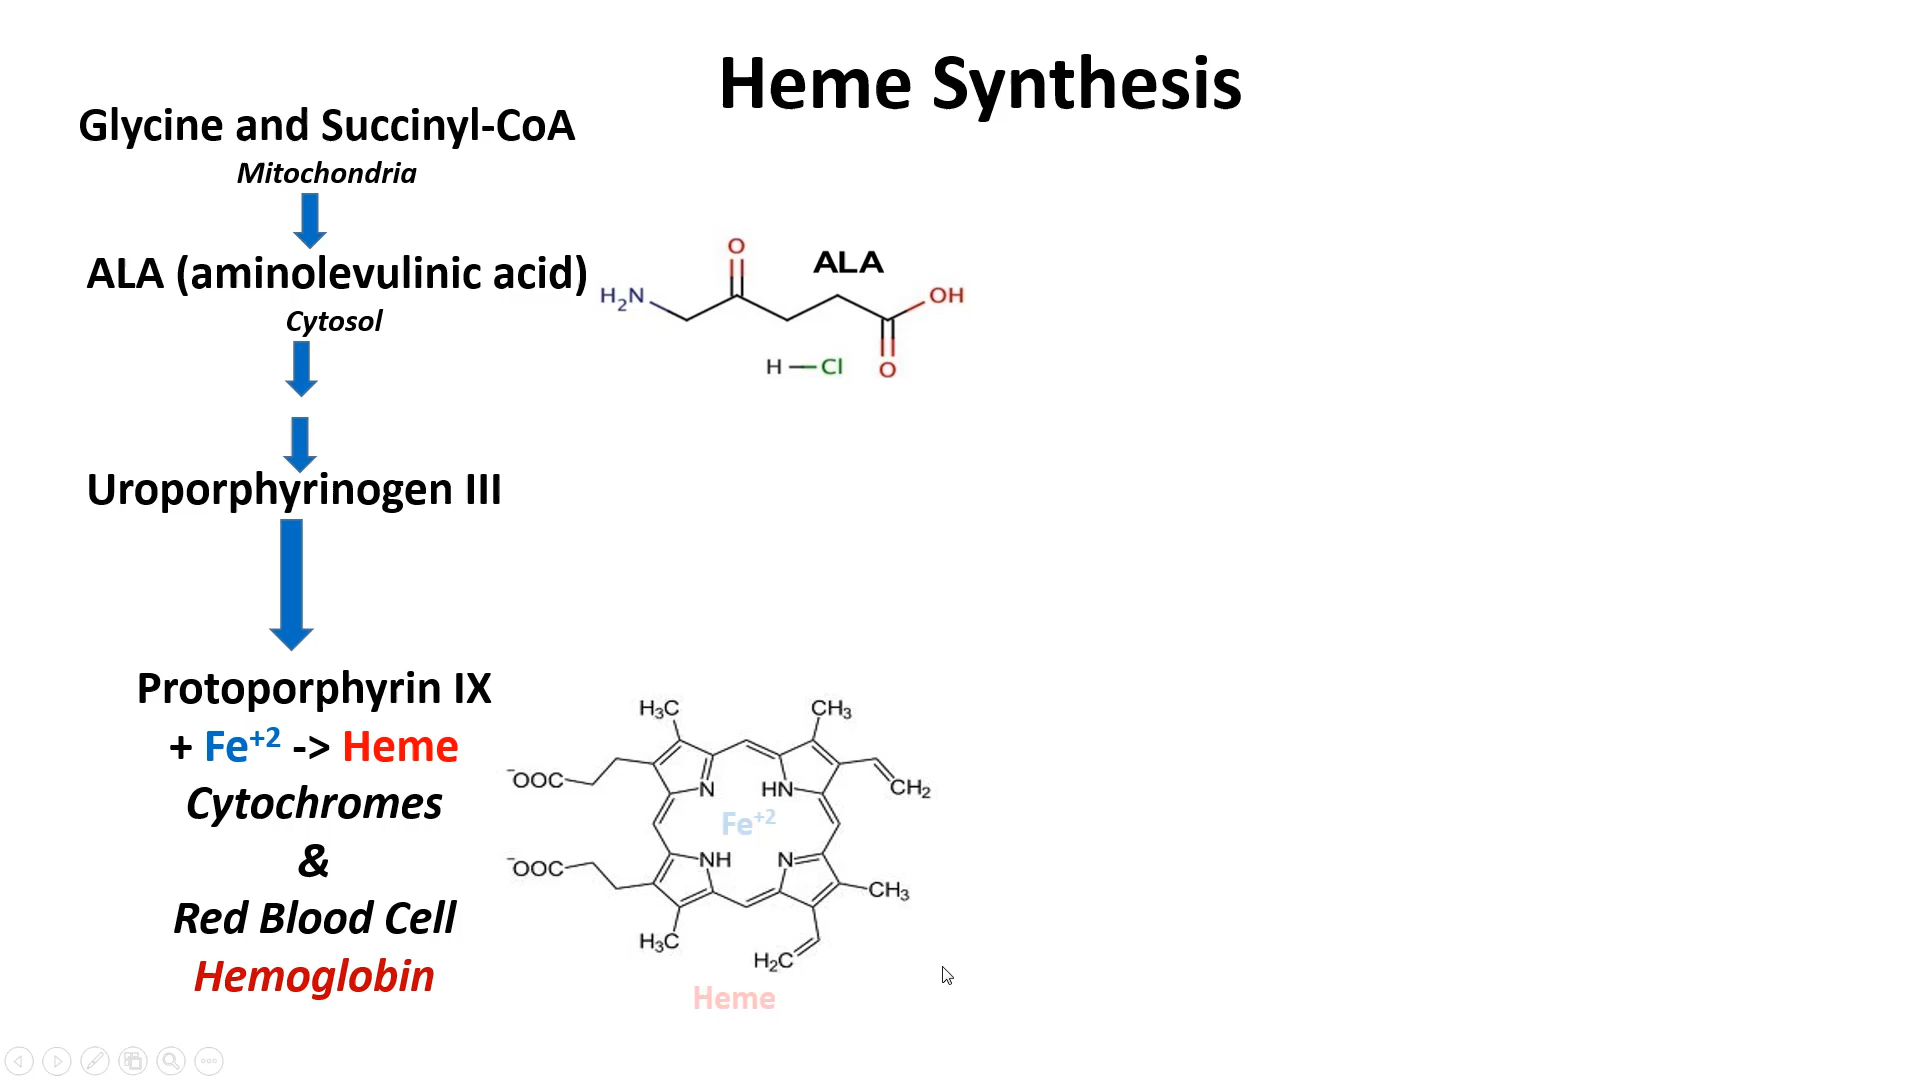 Heme Synthesis
Glycine and Succinyl-CoA
Mitochondria
ALA (aminolevulinic acid)
Cytosol
Uroporphyrinogen III
Protoporphyrin IX
+ Fe+2 -> Heme
Cytochromes
&
Red Blood Cell
Hemoglobin
O
ALA
H2N
OH
H
Cl
O
H3C
CH3
-OOC
N
HN
CH2
Fe+2
-OOC
NH
N
CH3
H3C
H2C
Heme